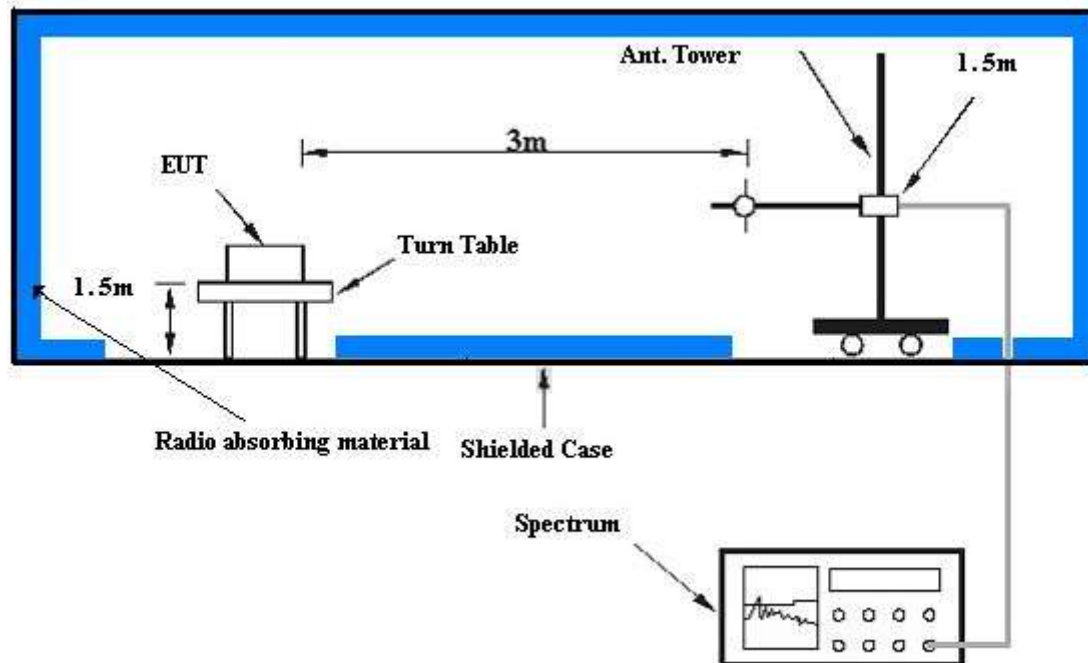 Ant. Tower
1.5m
3m
EUT
Turn Table
1.5m
Radio absorbing material
Shielded Case
Spectrum